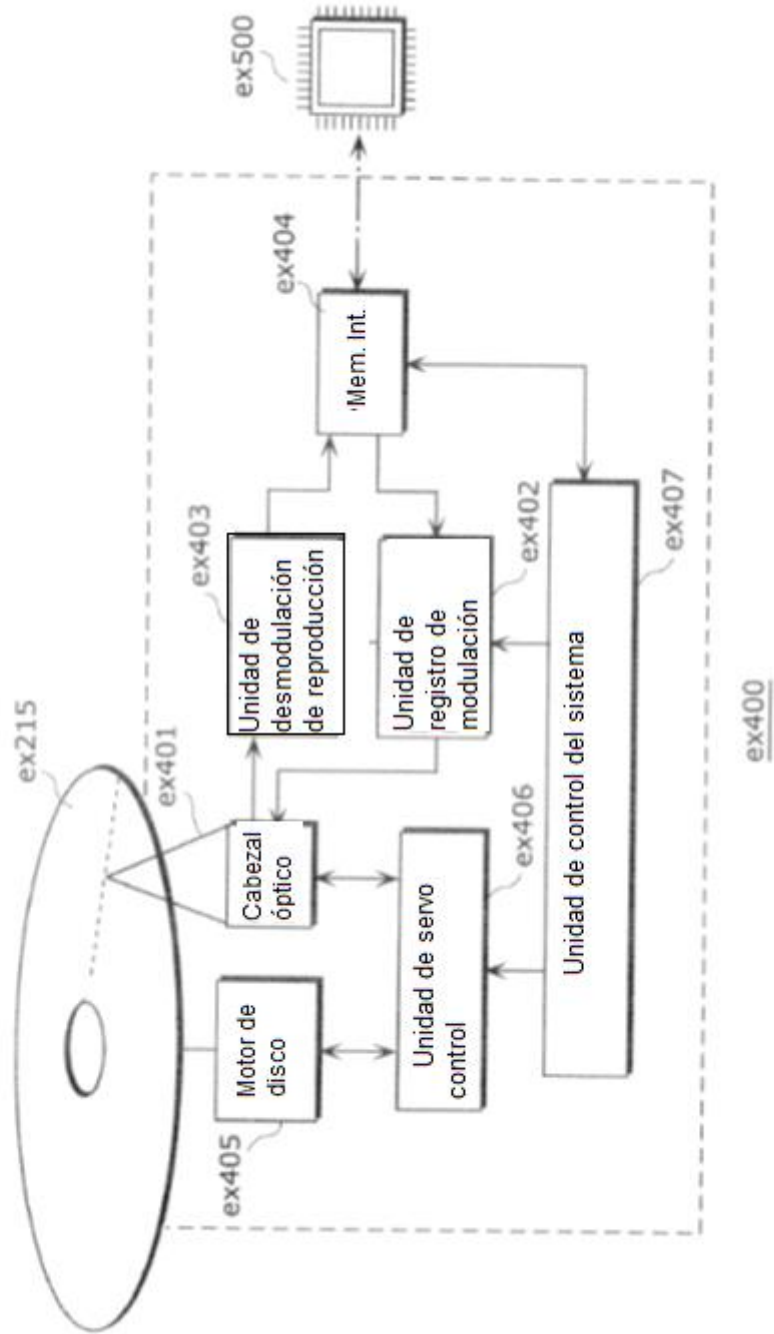 ex215
ex401
ex403
ex404
ex500
Cabezal
óptico
Unidad de
desmodulación
de reproducción
'Mem. Int.
Motor de
disco
ex405
Unidad de
registro de
modulación
ex402
Unidad de servo
control
ex406
Unidad de control del sistema
ex407
ex400